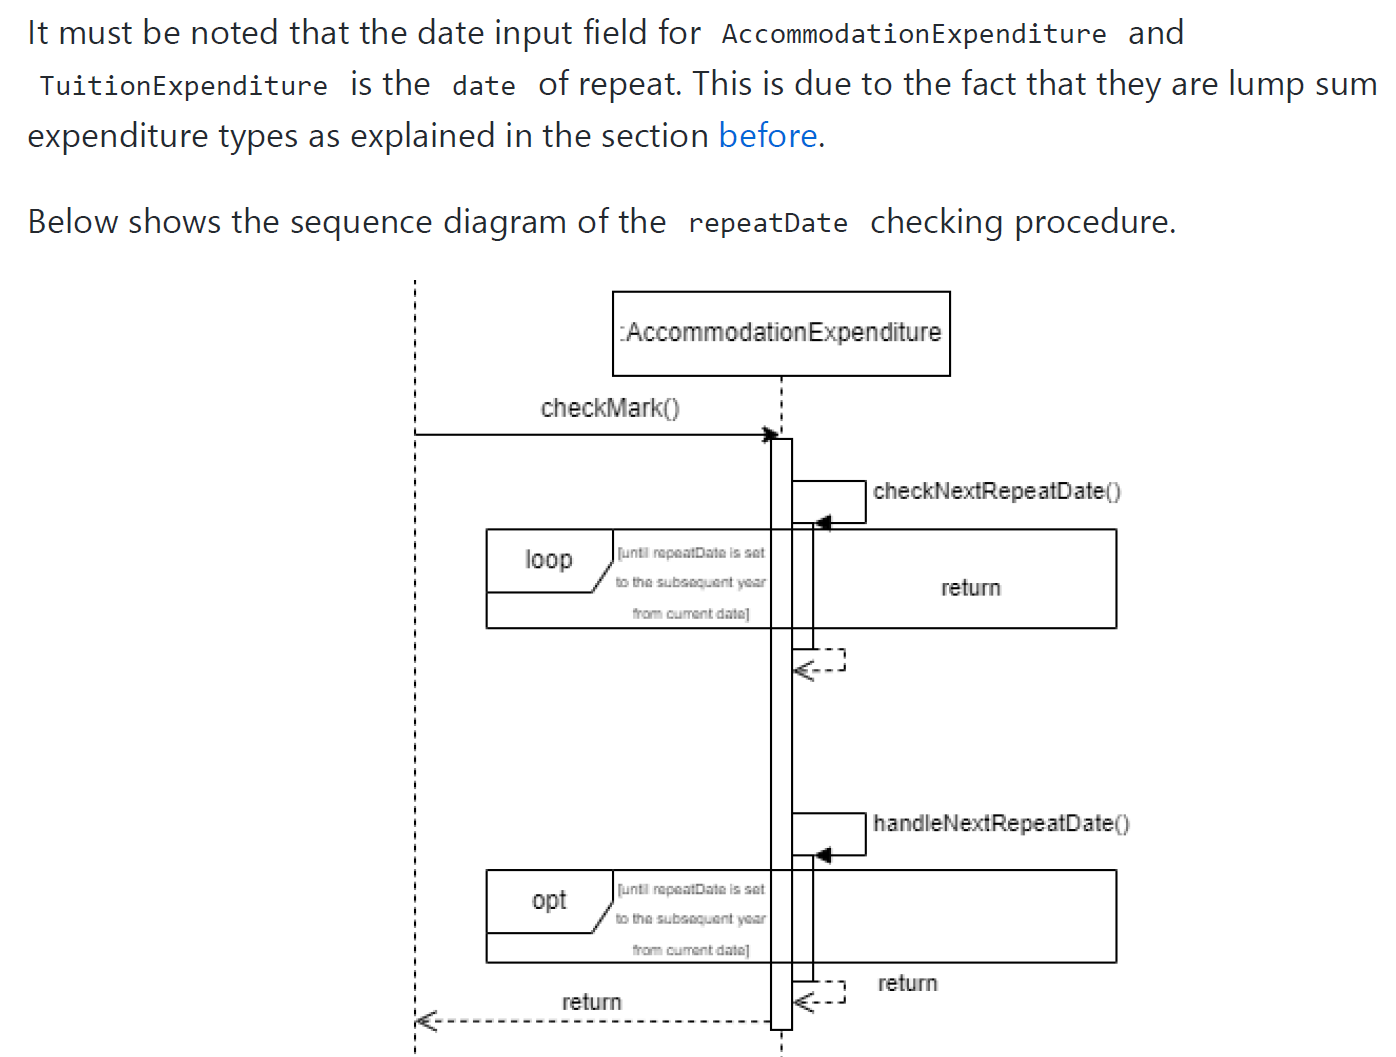 It must be noted that the date input field for AccommodationExpenditure and
TuitionExpenditure is the date of repeat. This is due to the fact that they are lump sum
expenditure types as explained in the section before.
Below shows the sequence diagram of the repeatDate checking procedure.
:AccommodationExpenditure
checkMark()
checkNextRepeatDate()
loop
[until repeatDate is set
to the subsequent year
from current date]
return
handleNextRepeatDate()
opt
[until repeatDate is set
to the subsequent year
from current date]
return
return